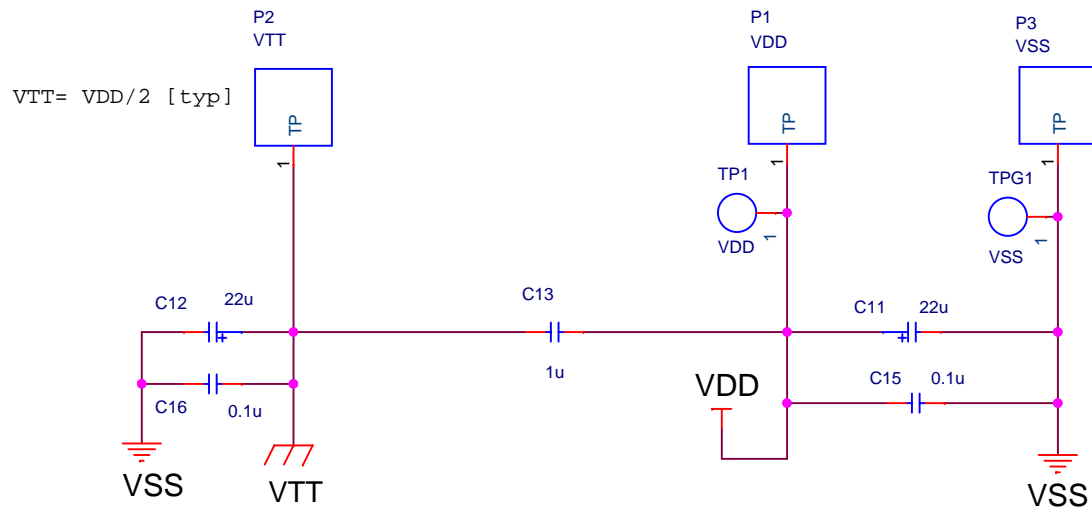 P2
VTT
P1
VDD
P3
VSS
VTT= VDD/2 [typ]
TP
TP
TP
1
1
1
TP1
TPG1
VDD
1
VSS
1
C12
22u
C13
C11
22u
1u
C16
0.1u
VDD
C15
0.1u
VSS
VTT
VSS